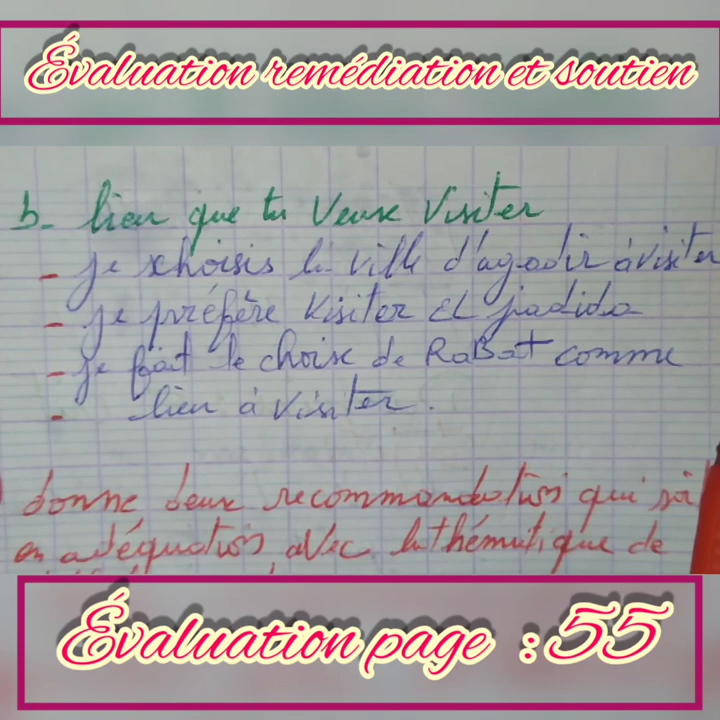 Évaluation remédiation et soutien
b- lieu que tu veux visiter
- je choisis la ville d'agadir à visiter
- je préfère visiter El jadida
- je fait le choix de RaBat comme
- lieu à visiter.
donne deux recommandations qui
en adéquation avec la thématique de
Évaluation page : 55